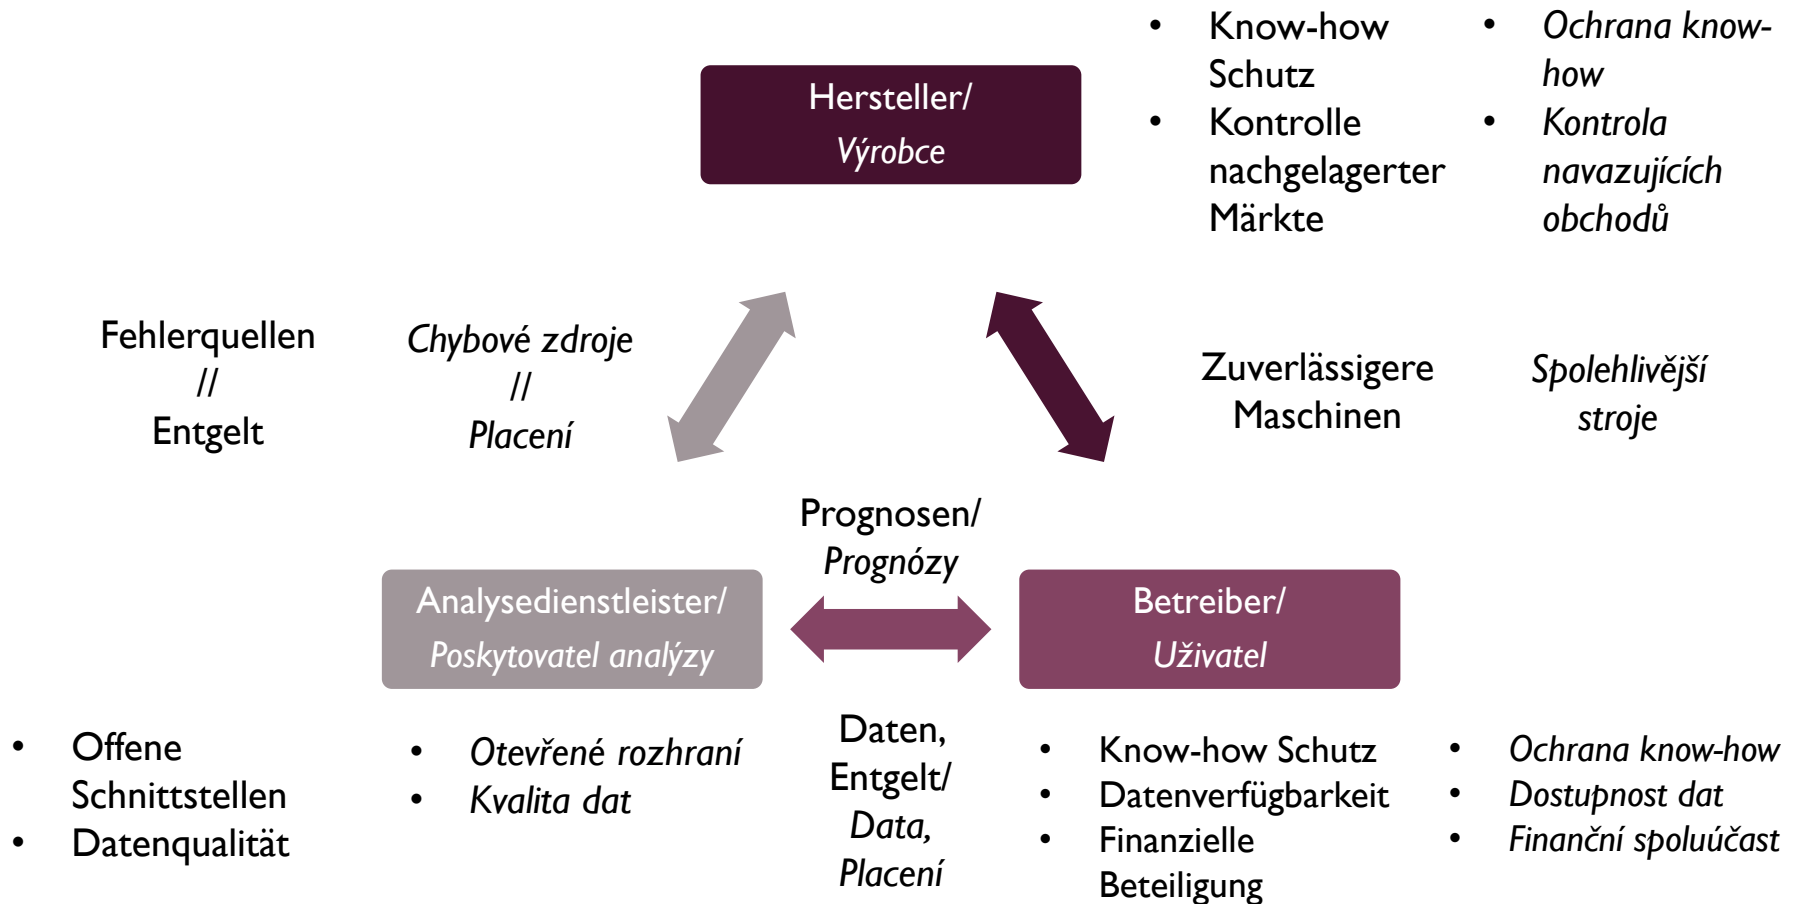 Hersteller/
Výrobce
• Know-how
Schutz
• Kontrolle
nachgelagerter
Märkte
• Ochrana know-
how
• Kontrola
navazujících
obchodů
Fehlerquellen
//
Entgelt
Chybové zdroje
//
Placení
Zuverlässigere
Maschinen
Spolehlivější
stroje
Prognosen/
Prognózy
Analysedienstleister/
Poskytovatel analýzy
Betreiber/
Uživatel
• Offene
Schnittstellen
• Datenqualität
• Otevřené rozhraní
• Kvalita dat
Daten,
Entgelt/
Data,
Placení
• Know-how Schutz
• Datenverfügbarkeit
• Finanzielle
Beteiligung
• Ochrana know-how
• Dostupnost dat
• Finanční spoluúčast